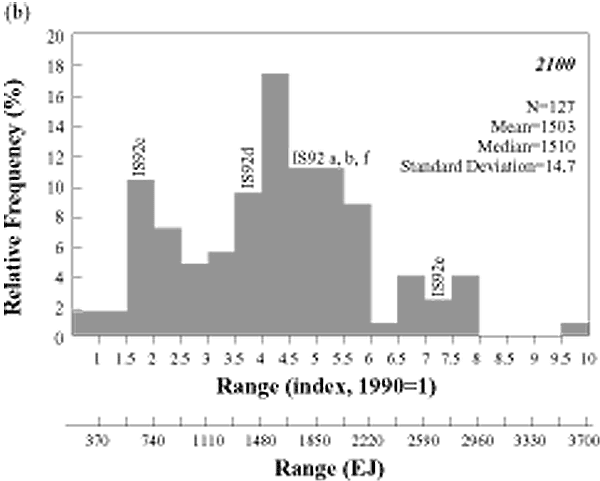 (b)
Relative Frequency (%)
20
18
16
14
12
10
8
6
4
2
0
2100
N=127
Mean=1503
Median=1510
Standard Deviation=14.7
IS92c
IS92d
IS92 a, b, f
IS92e
1 1.5 2 2.5 3 3.5 4 4.5 5 5.5 6 6.5 7 7.5 8 8.5 9 9.5 10
Range (index, 1990=1)
370 740 1110 1480 1850 2220 2590 2960 3330 3700
Range (EJ)